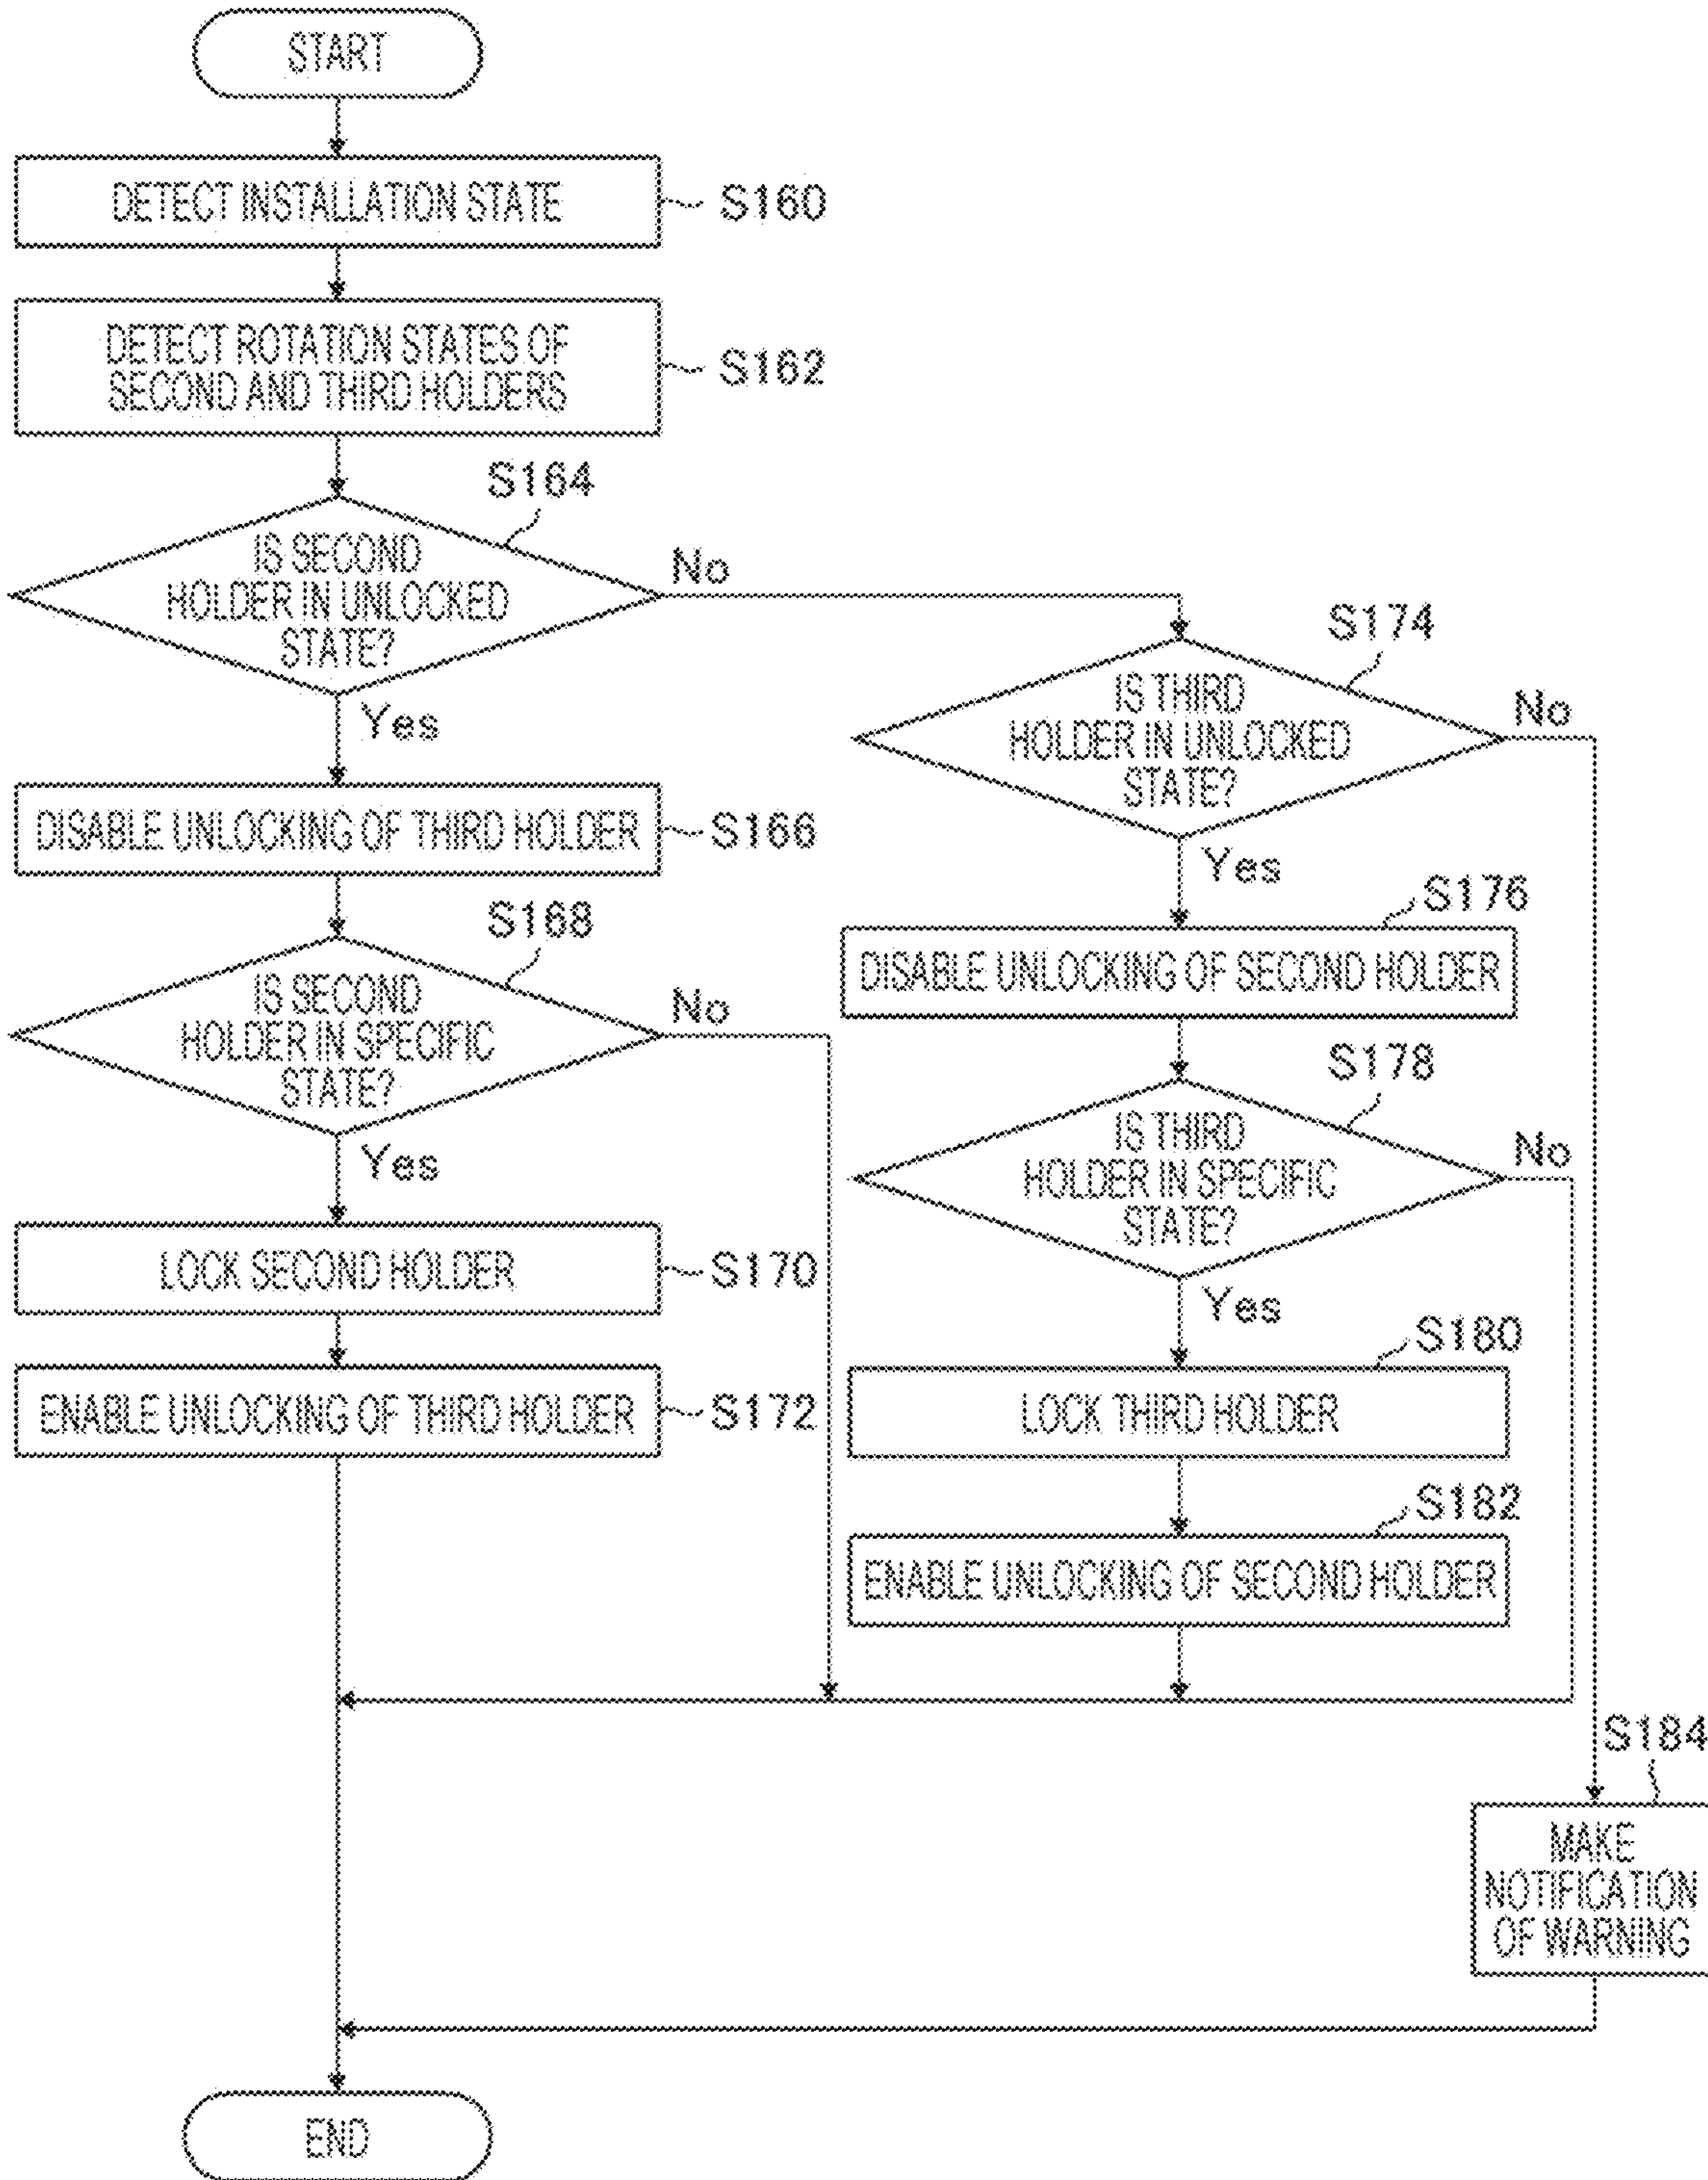 START
DETECT INSTALLATION STATE
S160
DETECT ROTATION STATES OF
SECOND AND THIRD HOLDERS
S162
S164
IS SECOND
HOLDER IN UNLOCKED
STATE?
No
Yes
DISABLE UNLOCKING OF THIRD HOLDER
S166
S168
IS SECOND
HOLDER IN SPECIFIC
STATE?
No
Yes
LOCK SECOND HOLDER
S170
ENABLE UNLOCKING OF THIRD HOLDER
S172
S174
IS THIRD
HOLDER IN UNLOCKED
STATE?
No
Yes
S176
DISABLE UNLOCKING OF SECOND HOLDER
S178
IS THIRD
HOLDER IN SPECIFIC
STATE?
No
Yes
S180
LOCK THIRD HOLDER
S182
ENABLE UNLOCKING OF SECOND HOLDER
S184
MAKE
NOTIFICATION
OF WARNING
END